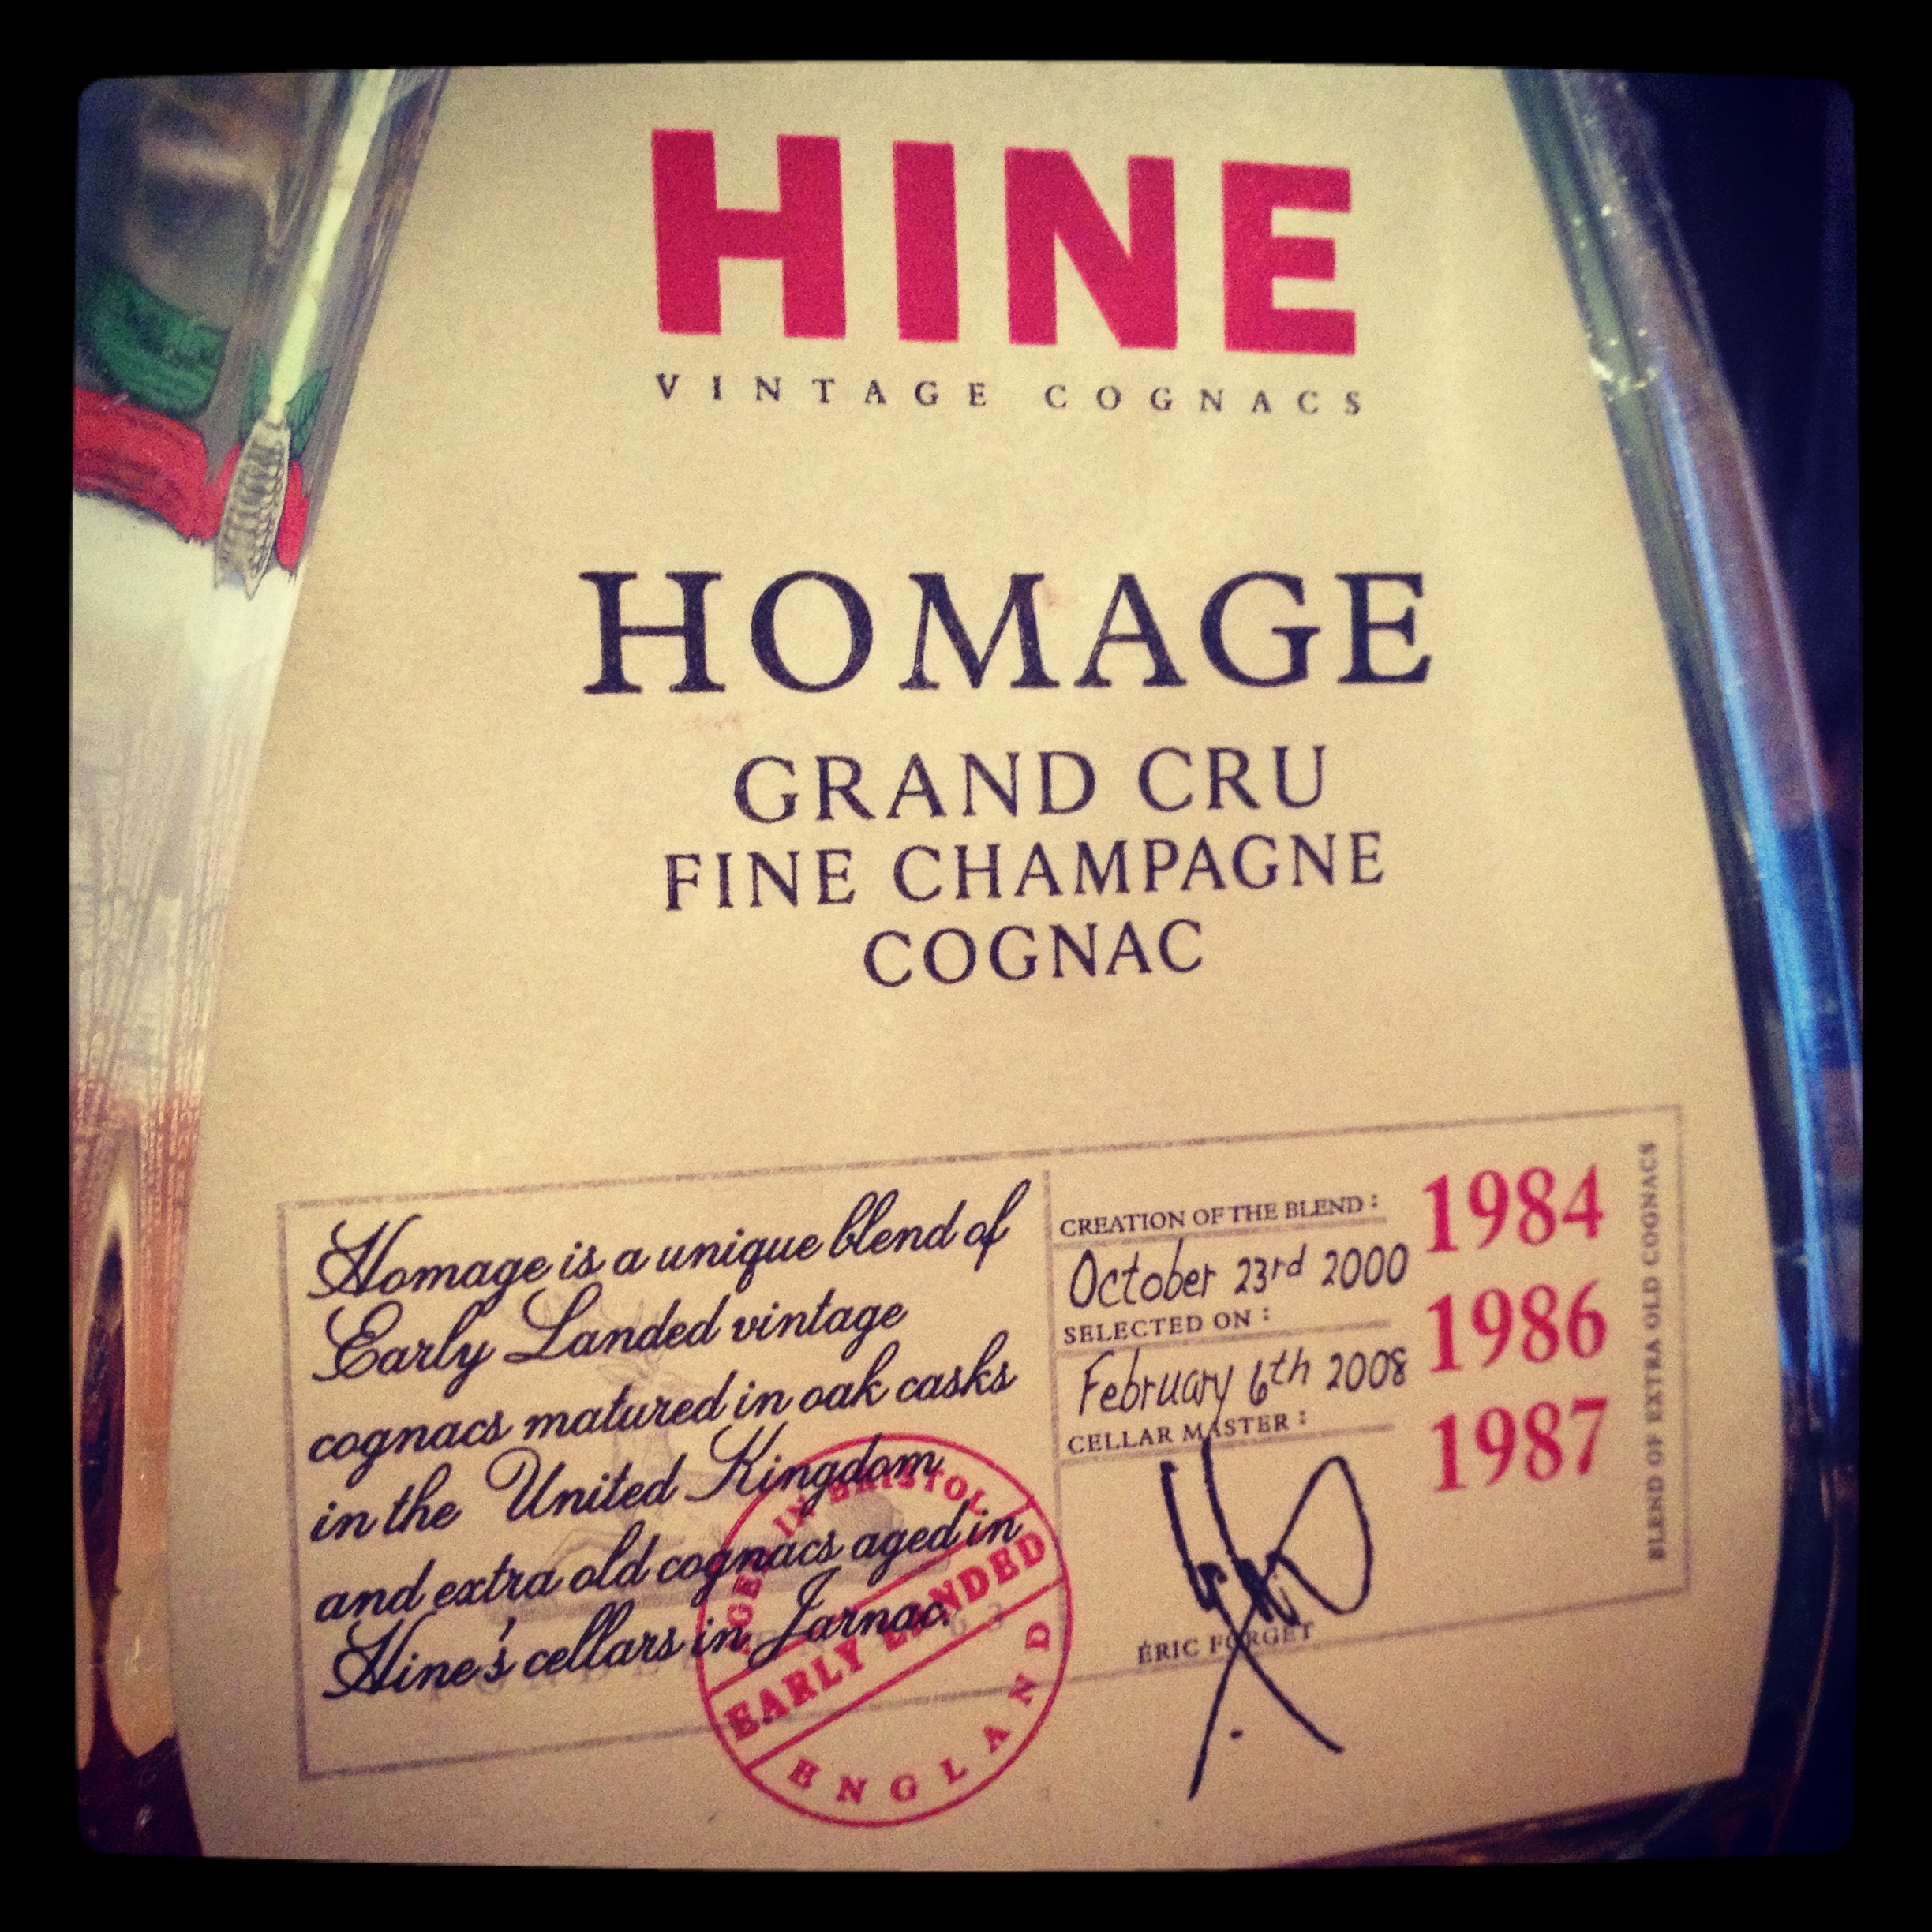 HINE
VINTAGE COGNACS
HOMAGE
GRAND CRU
FINE CHAMPAGNE
COGNAC
Homage is a unique blend of
Early Landed vintage
cognacs matured in oak casks
in the United Kingdom
and extra old cognacs aged in
Hine's cellars in Jarnac.
AGED IN BRISTOL
EARLY LANDED
ENGLAND
CREATION OF THE BLEND :
October 23rd 2000
SELECTED ON :
February 6th 2008
CELLAR MASTER :
ÉRIC FORGET
1984
1986
1987
BLEND OF EXTRA OLD COGNACS